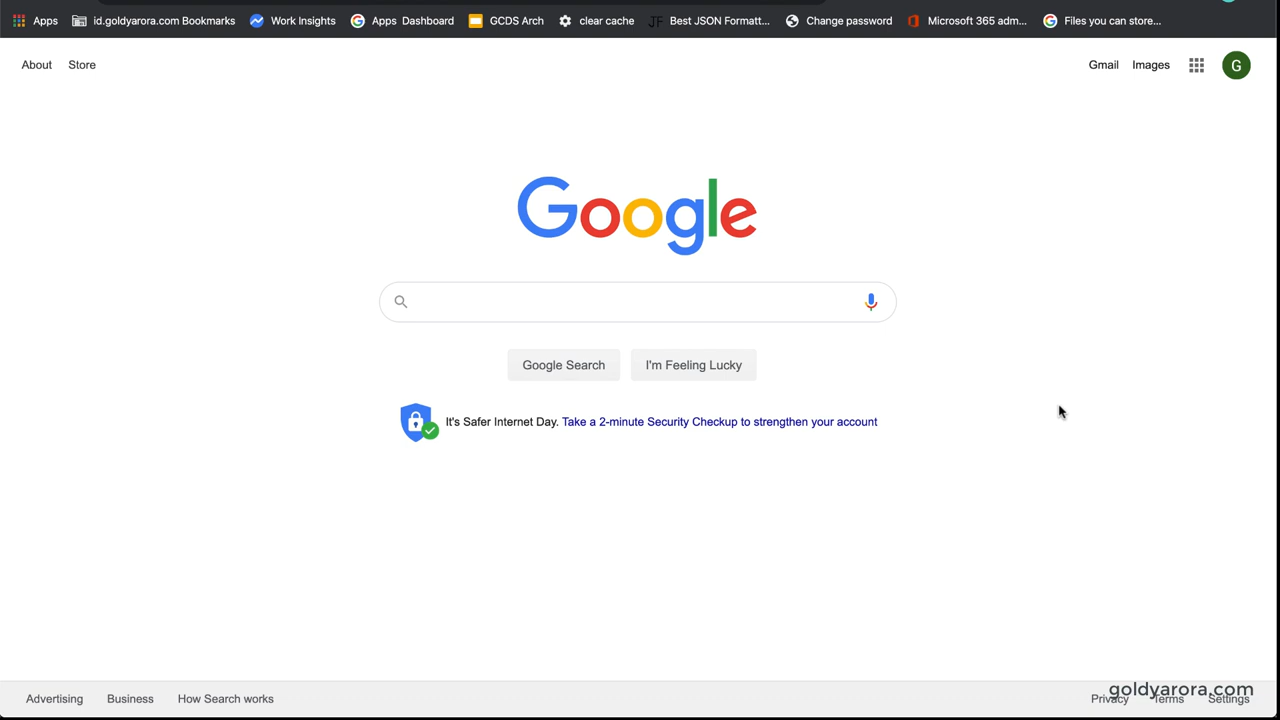 Apps id.goldyarora.com Bookmarks Work Insights Apps Dashboard GCDS Arch clear cache JF Best JSON Formatt... Change password Microsoft 365 adm... Files you can store...
About Store Gmail Images G
Google
Google Search I'm Feeling Lucky
It's Safer Internet Day. Take a 2-minute Security Checkup to strengthen your account
goldyarora.com
Advertising Business How Search works Privacy Terms Settings